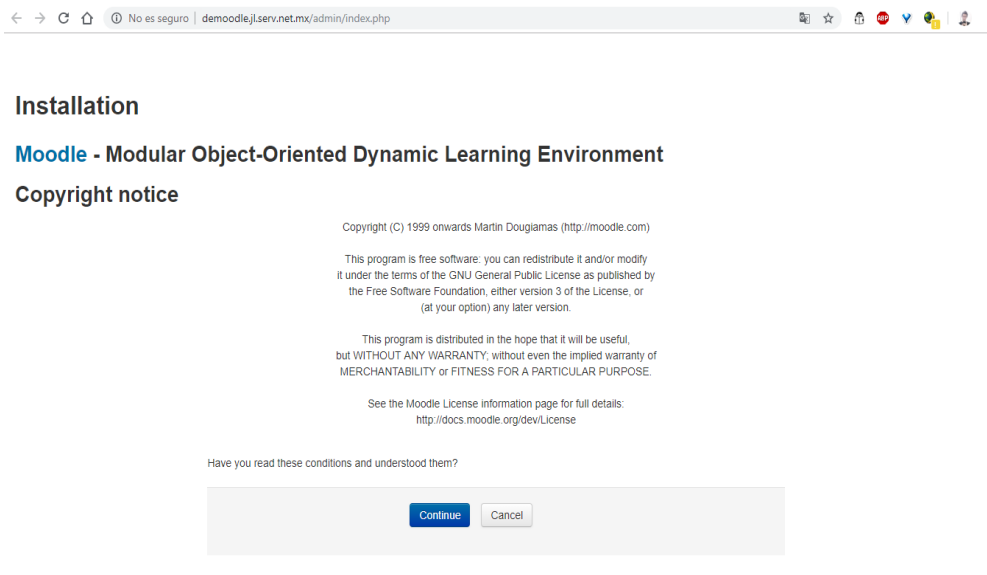 No es seguro | demoodle.jl.serv.net.mx/admin/index.php
ABP
Installation
Moodle - Modular Object-Oriented Dynamic Learning Environment
Copyright notice
Copyright (C) 1999 onwards Martin Dougiamas (http://moodle.com)
This program is free software: you can redistribute it and/or modify
it under the terms of the GNU General Public License as published by
the Free Software Foundation, either version 3 of the License, or
(at your option) any later version.
This program is distributed in the hope that it will be useful,
but WITHOUT ANY WARRANTY; without even the implied warranty of
MERCHANTABILITY or FITNESS FOR A PARTICULAR PURPOSE.
See the Moodle License information page for full details:
http://docs.moodle.org/dev/License
Have you read these conditions and understood them?
Continue Cancel